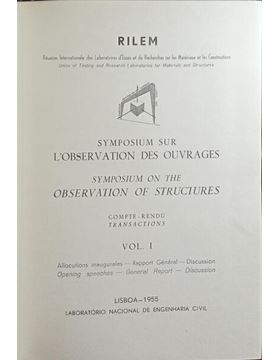 RILEM
Réunion Internationale des Laboratoires d'Essais et de Recherches sur les Matériaux et les Constructions
Union of Testing and Research Laboratories for Materials and Structures
SYMPOSIUM SUR
L'OBSERVATION DES OUVRAGES
SYMPOSIUM ON THE
OBSERVATION OF STRUCTURES
COMPTE-RENDU
TRANSACTIONS
VOL. I
Allocutions inaugurales — Rapport Général — Discussion
Opening speeches — General Report — Discussion
LISBOA—1955
LABORATÓRIO NACIONAL DE ENGENHARIA CIVIL